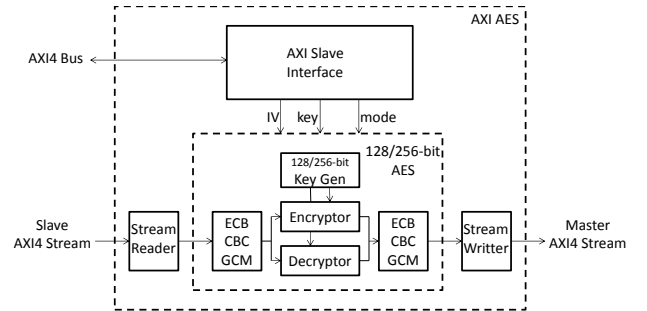 AXI AES
AXI4 Bus
AXI Slave
Interface
IV key mode
128/256-bit
AES
128/256-bit
Key Gen
Slave
AXI4 Stream
Stream
Reader
ECB
CBC
GCM
Encryptor
Decryptor
ECB
CBC
GCM
Stream
Writter
Master
AXI4 Stream